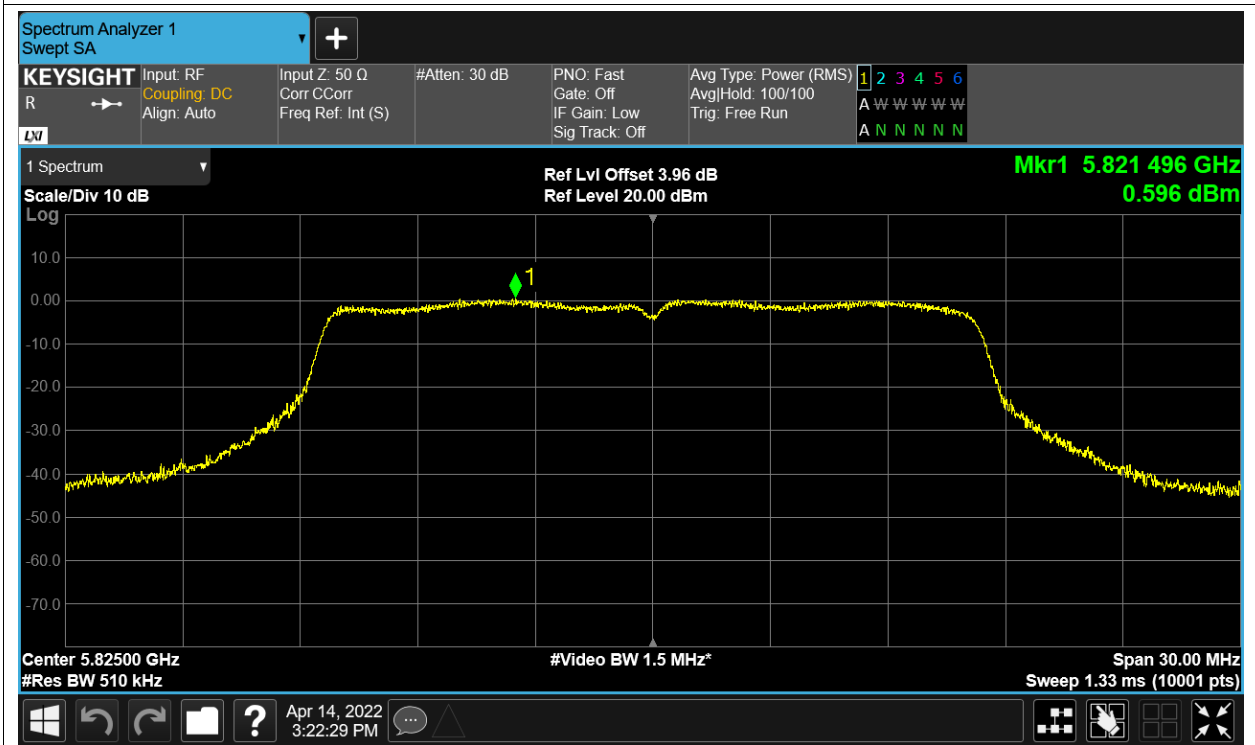 Spectrum Analyzer 1
Swept SA
+
KEYSIGHT
R
LXI
Input: RF
Coupling: DC
Align: Auto
Input Z: 50 Ω
Corr CCorr
Freq Ref: Int (S)
#Atten: 30 dB
PNO: Fast
Gate: Off
IF Gain: Low
Sig Track: Off
Avg Type: Power (RMS)
Avg|Hold: 100/100
Trig: Free Run
1 2 3 4 5 6
A W W W W W
A N N N N N
1 Spectrum
Scale/Div 10 dB
Log
Ref Lvl Offset 3.96 dB
Ref Level 20.00 dBm
Mkr1 5.821 496 GHz
0.596 dBm
1
10.0
0.00
-10.0
-20.0
-30.0
-40.0
-50.0
-60.0
-70.0
Center 5.82500 GHz
#Res BW 510 kHz
#Video BW 1.5 MHz*
Span 30.00 MHz
Sweep 1.33 ms (10001 pts)
?
Apr 14, 2022
3:22:29 PM